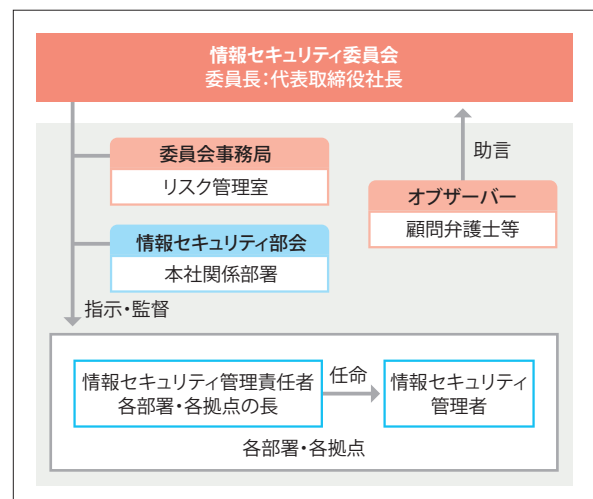 情報セキュリティ委員会
委員長：代表取締役社長
委員会事務局
リスク管理室
助言
オブザーバー
顧問弁護士等
情報セキュリティ部会
本社関係部署
指示・監督
情報セキュリティ管理責任者
各部署・各拠点の長
任命
情報セキュリティ
管理者
各部署・各拠点